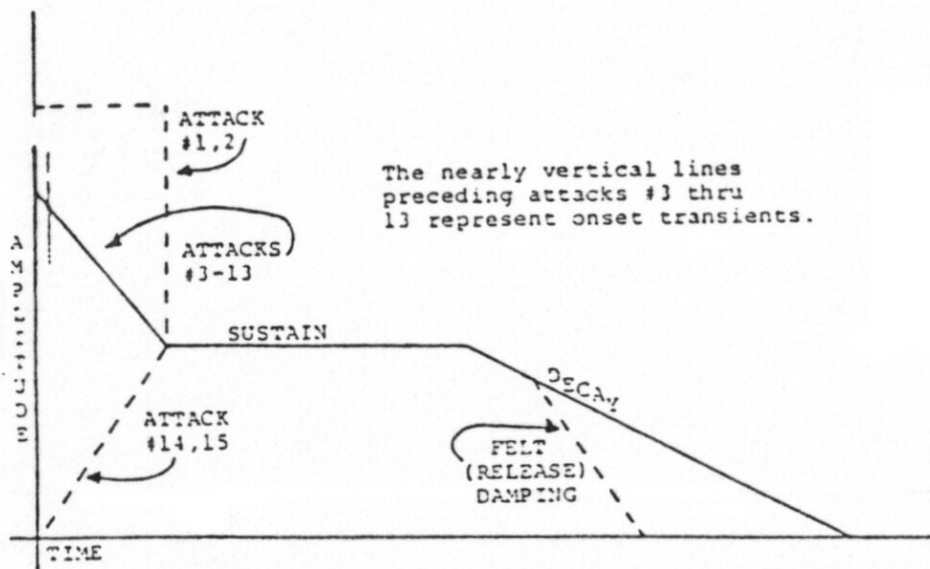 ATTACK
#1,2
The nearly vertical lines
preceding attacks #3 thru
13 represent onset transients.
ATTACKS
#3-13
AMPLITUDE
SUSTAIN
DECAY
ATTACK
#14,15
FELT
(RELEASE)
DAMPING
TIME